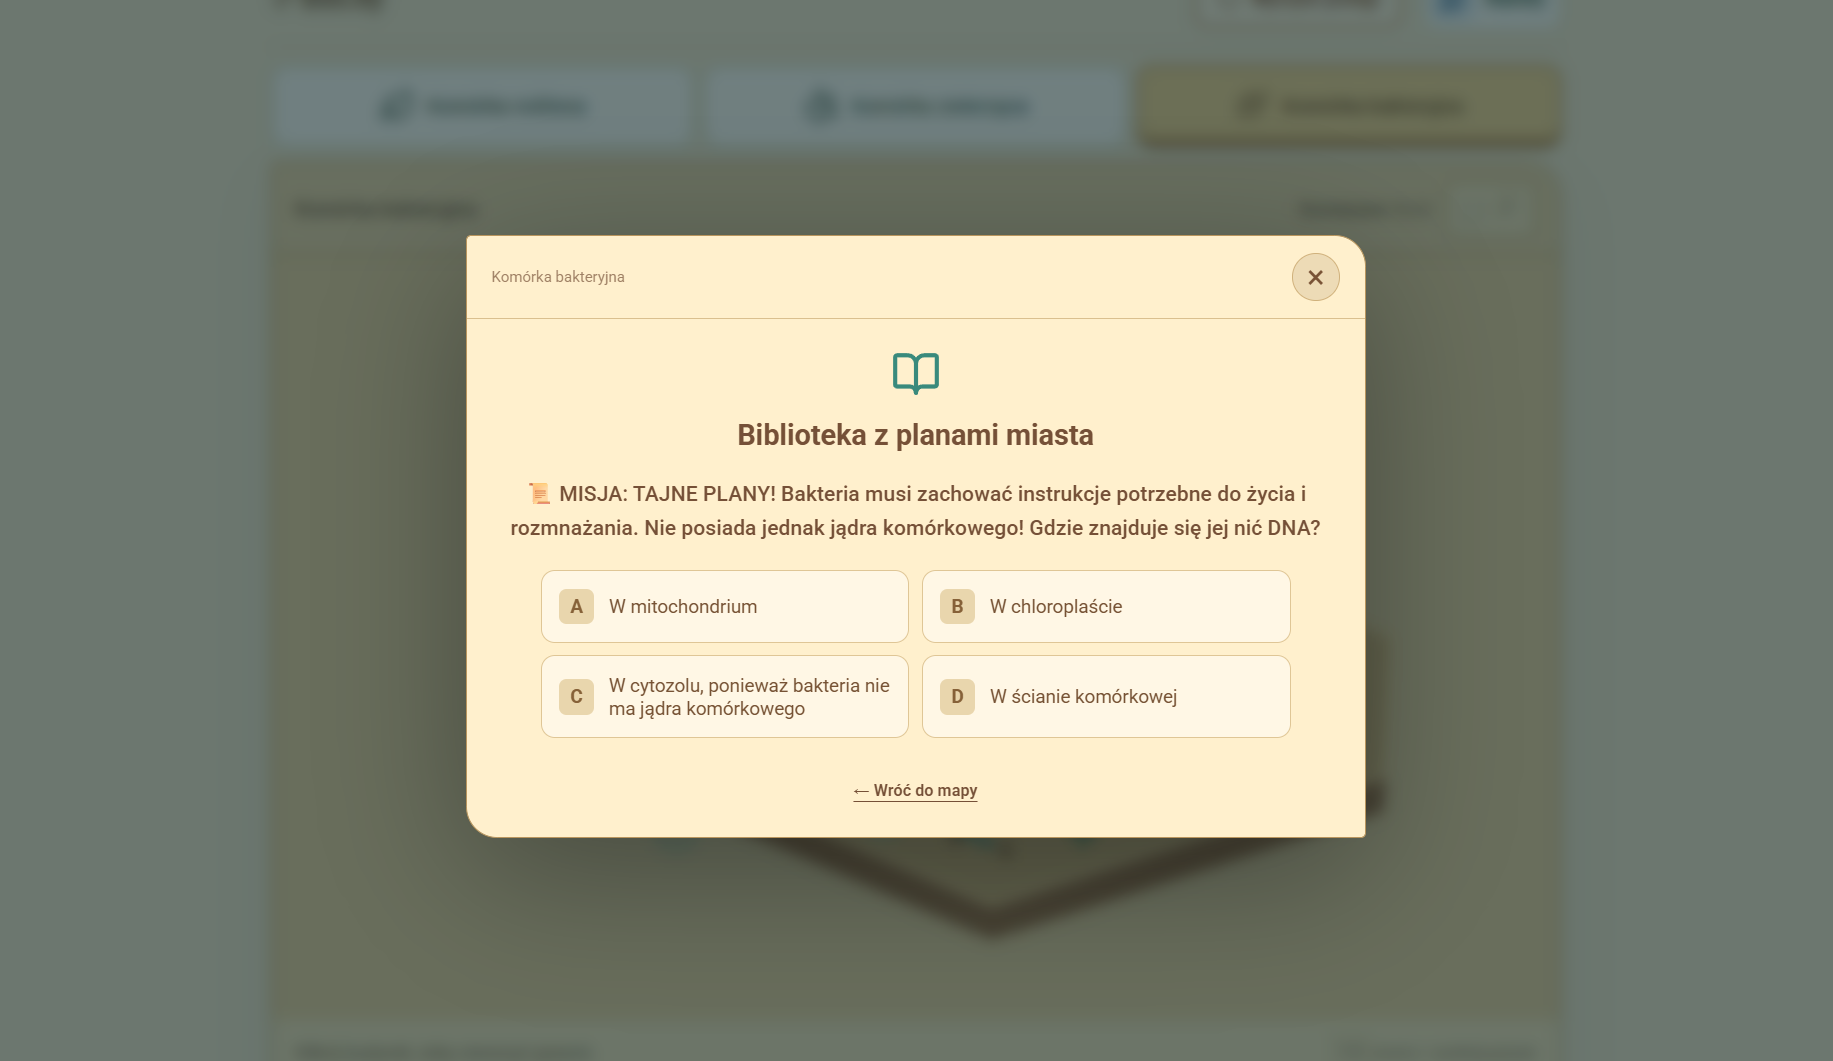 Komórka bakteryjna
Biblioteka z planami miasta
📜 MISJA: TAJNE PLANY! Bakteria musi zachować instrukcje potrzebne do życia i
rozmnażania. Nie posiada jednak jądra komórkowego! Gdzie znajduje się jej nić DNA?
A W mitochondrium
B W chloroplaście
C W cytozolu, ponieważ bakteria nie
ma jądra komórkowego
D W ścianie komórkowej
← Wróć do mapy